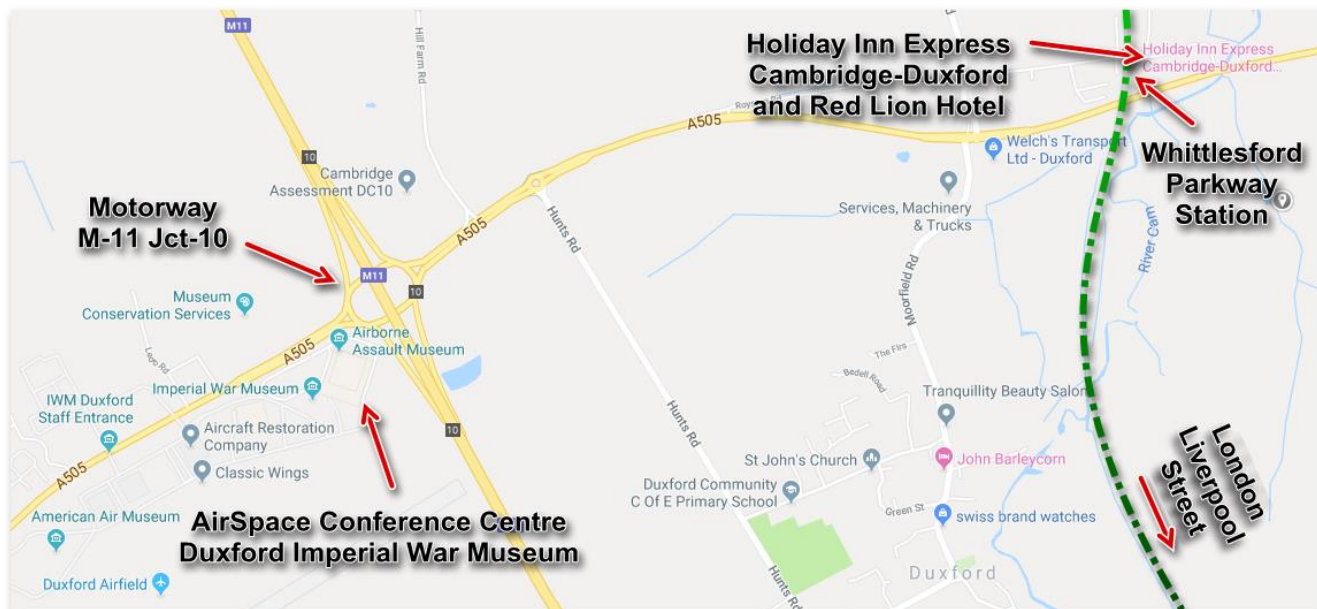 M11
Hill Farm Rd
Holiday Inn Express
Cambridge-Duxford
and Red Lion Hotel
Holiday Inn Express
Cambridge-Duxford...
A505
Welch's Transport
Ltd - Duxford
Whittlesford
Parkway
Station
10
Cambridge
Assessment DC10
Motorway
M-11 Jct-10
A505
Hunts Rd
Services, Machinery
& Trucks
River Cam
M11
10
Museum
Conservation Services
Moorfield Rd
Airborne
Assault Museum
A505
Imperial War Museum
The Firs
Bedell Road
Tranquillity Beauty Salon
IWM Duxford
Staff Entrance
Aircraft Restoration
Company
10
Hunts Rd
St John's Church
John Barleycorn
London
Liverpool
Street
Classic Wings
A505
Duxford Community
C Of E Primary School
American Air Museum
AirSpace Conference Centre
Duxford Imperial War Museum
Green St
swiss brand watches
Duxford Airfield
Hunts Rd
Duxford